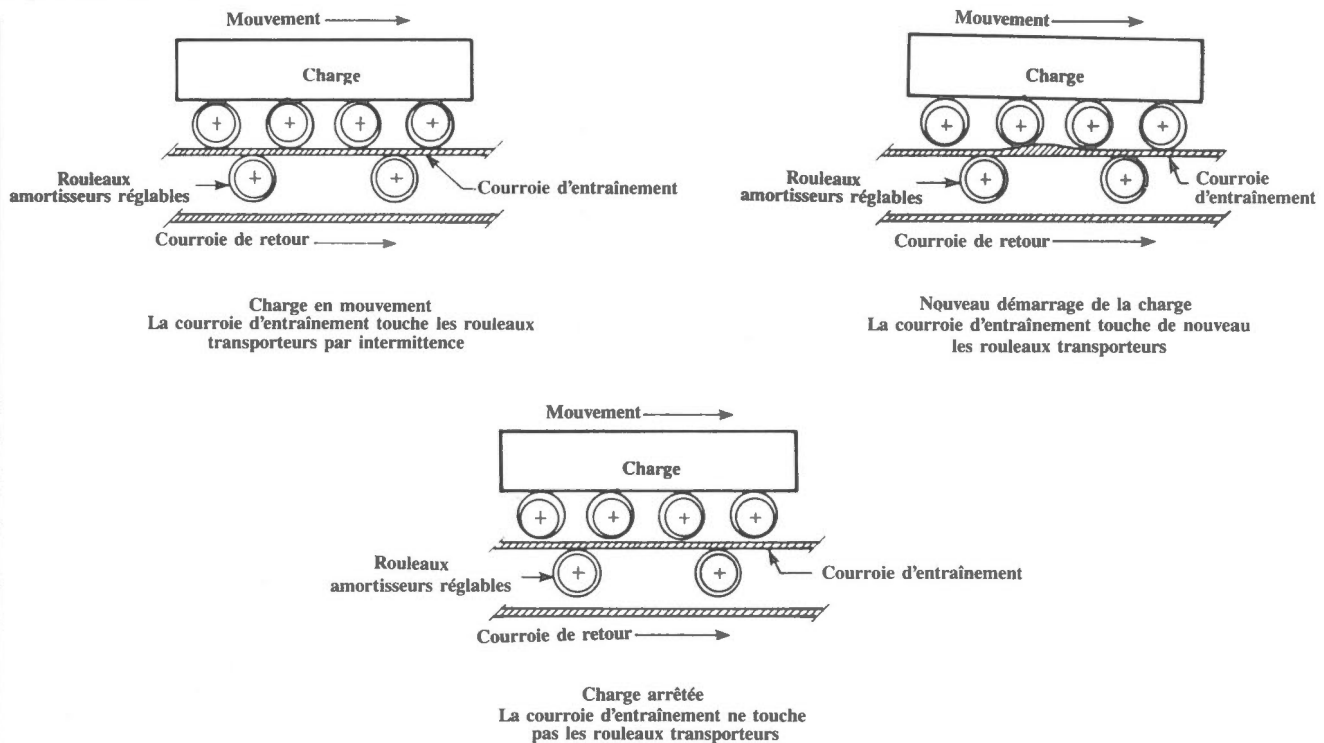 Mouvement
Charge
Rouleaux
amortisseurs réglables
Courroie d'entraînement
Courroie de retour
Charge en mouvement
La courroie d'entraînement touche les rouleaux
transporteurs par intermittence
Mouvement
Charge
Rouleaux
amortisseurs réglables
Courroie
d'entraînement
Courroie de retour
Nouveau démarrage de la charge
La courroie d'entraînement touche de nouveau
les rouleaux transporteurs
Mouvement
Charge
Rouleaux
amortisseurs réglables
Courroie d'entraînement
Courroie de retour
Charge arrêtée
La courroie d'entraînement ne touche
pas les rouleaux transporteurs